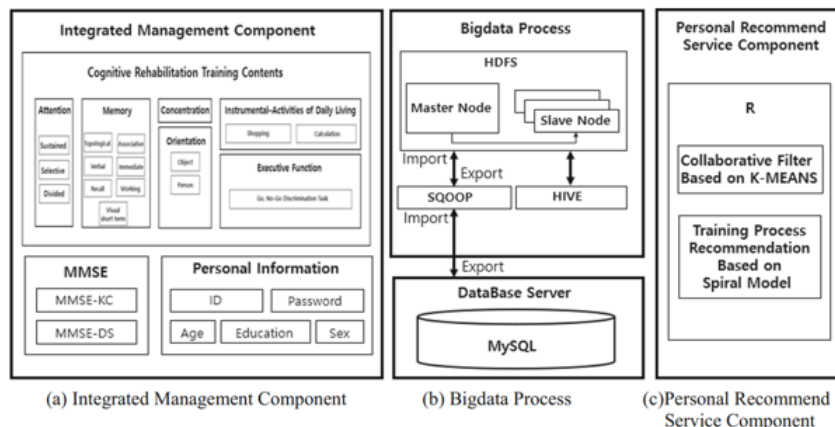 Integrated Management Component
Cognitive Rehabilitation Training Contents
Attention
Sustained
Selective
Divided
Memory
Topological
Associative
Verbal
Immediate
Recall
Working
Visual
short term
Concentration
Orientation
Object
Person
Instrumental-Activities of Daily Living
Shopping
Calculation
Executive Function
Go, No-Go Discrimination Task
MMSE
MMSE-KC
MMSE-DS
Personal Information
ID
Password
Age
Education
Sex
(a) Integrated Management Component
Bigdata Process
HDFS
Master Node
Slave Node
Import
Export
SQOOP
HIVE
Import
Export
DataBase Server
MySQL
(b) Bigdata Process
Personal Recommend
Service Component
R
Collaborative Filter
Based on K-MEANS
Training Process
Recommendation
Based on
Spiral Model
(c)Personal Recommend
Service Component